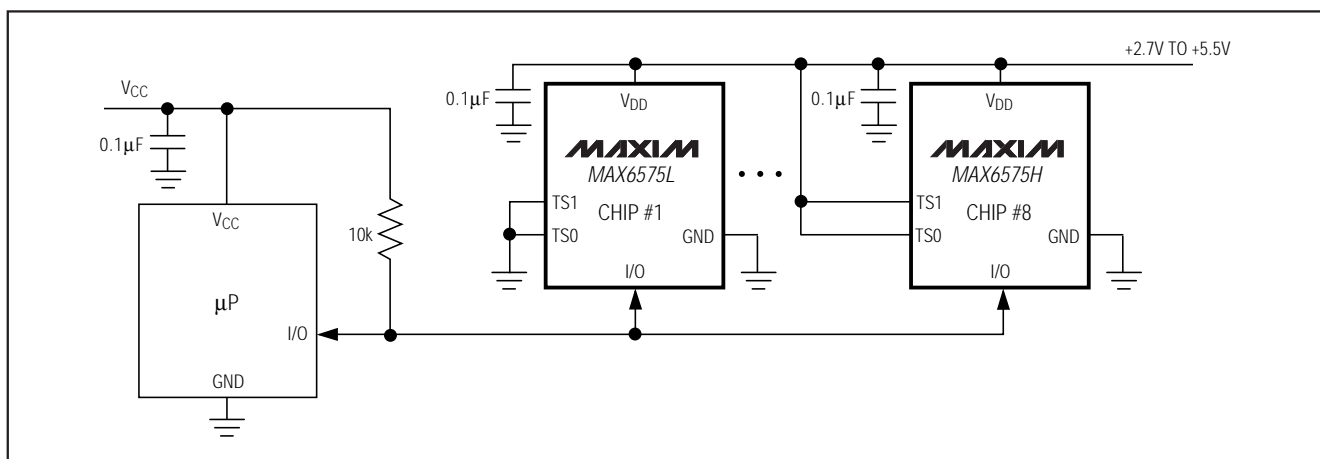 +2.7V TO +5.5V
VCC
0.1μF
VCC
μP
I/O
GND
10k
0.1μF
VDD
MAXIM
MAX6575L
CHIP #1
TS1
TS0
GND
I/O
• • •
0.1μF
VDD
MAXIM
MAX6575H
CHIP #8
TS1
TS0
GND
I/O